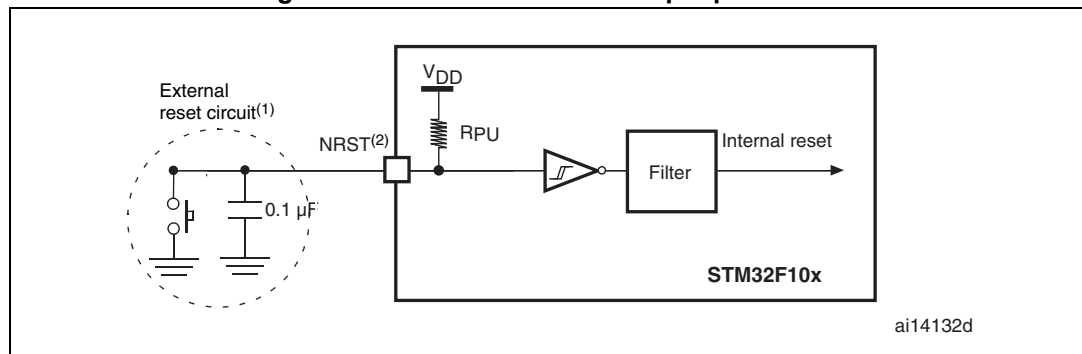 External
reset circuit(1)
NRST(2)
VDD
RPU
0.1 µF
Filter
Internal reset
STM32F10x
ai14132d